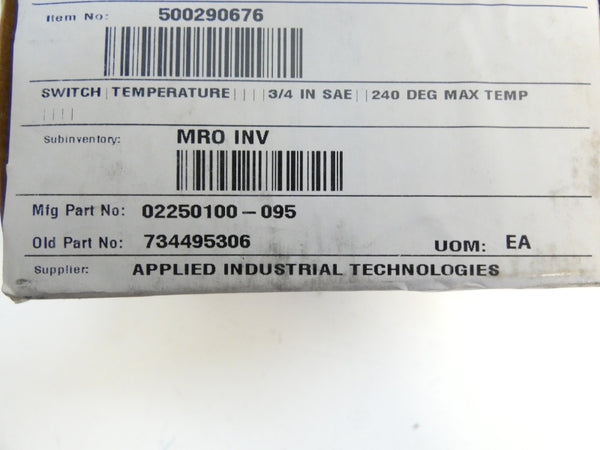 Item No: 500290676
SWITCH|TEMPERATURE||||3/4 IN SAE||240 DEG MAX TEMP
||||
Subinventory: MRO INV
Mfg Part No: 02250100-095
Old Part No: 734495306 UOM: EA
Supplier: APPLIED INDUSTRIAL TECHNOLOGIES